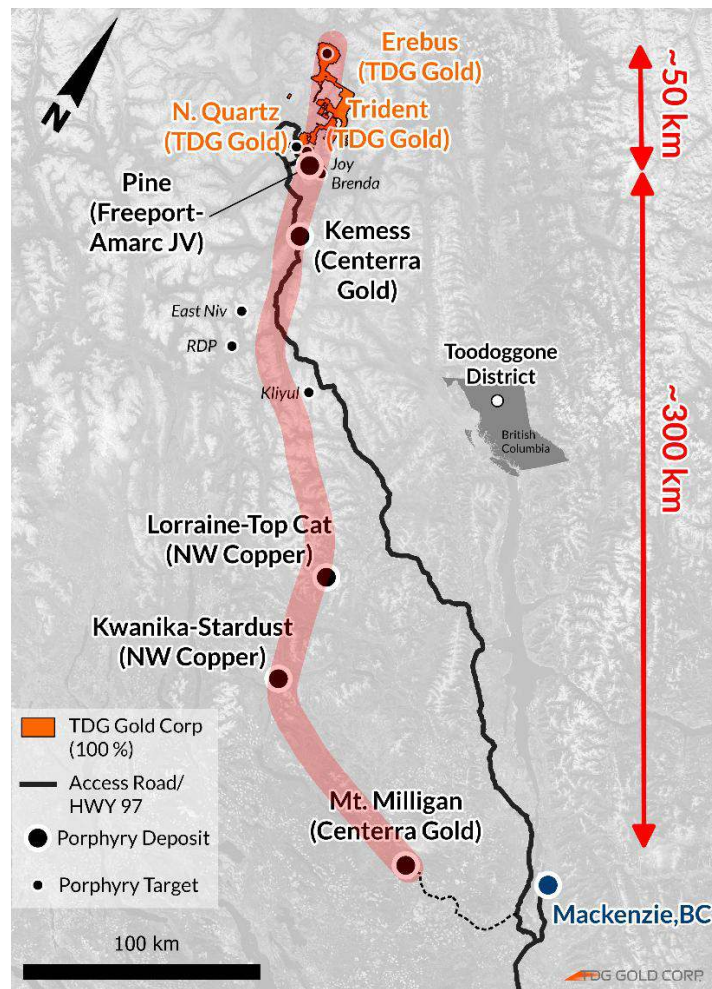 Erebus
(TDG Gold)
~50 km
N. Quartz
(TDG Gold)
Trident
(TDG Gold)
N
Joy
Brenda
Pine
(Freeport-
Amarc JV)
Kemess
(Centerra
Gold)
East Niv
RDP
Kliyul
Toodoggone
District
British
Columbia
~300 km
Lorraine-Top Cat
(NW Copper)
Kwanika-Stardust
(NW Copper)
TDG Gold Corp
(100 %)
Access Road/
HWY 97
Porphyry Deposit
Porphyry Target
Mt. Milligan
(Centerra Gold)
Mackenzie,BC
100 km
TDG GOLD CORP.